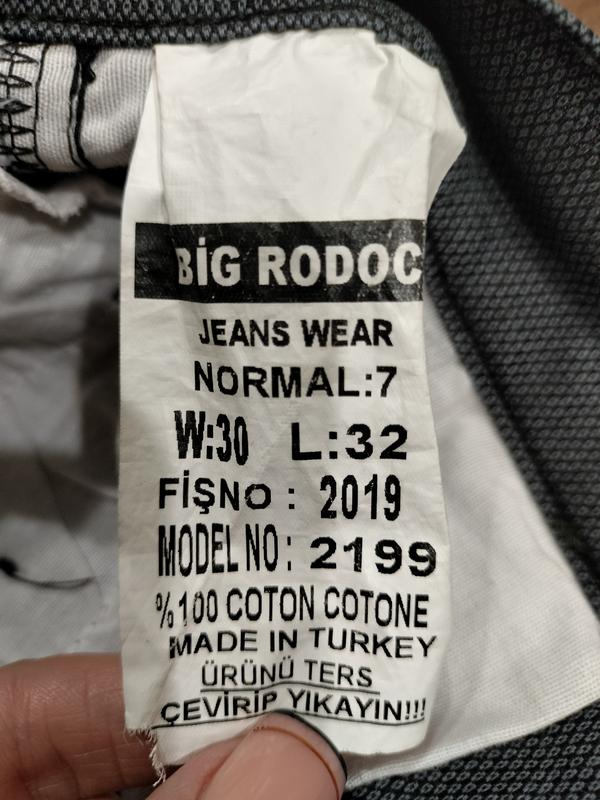 BİG RODOC
JEANS WEAR
NORMAL:7
W:30 L:32
FİŞNO : 2019
MODEL NO: 2199
%100 COTON COTONE
MADE IN TURKEY
ÜRÜNÜ TERS
ÇEVİRİP YIKAYIN!!!